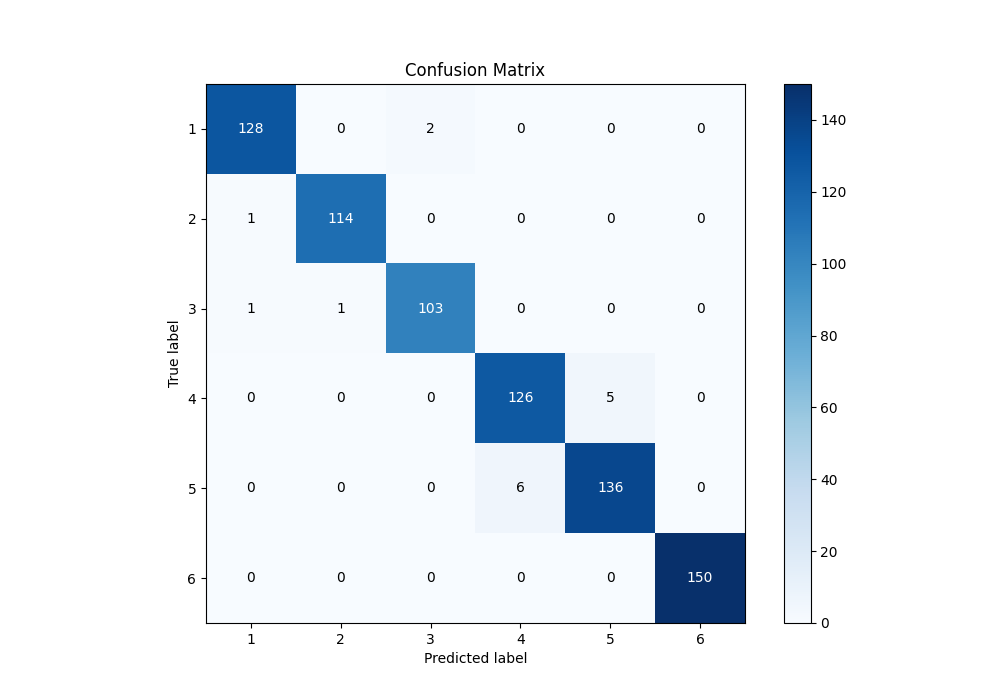 Confusion Matrix
True label
1 128 0 2 0 0 0
2 1 114 0 0 0 0
3 1 1 103 0 0 0
4 0 0 0 126 5 0
5 0 0 0 6 136 0
6 0 0 0 0 0 150
1 2 3 4 5 6
Predicted label
140
120
100
80
60
40
20
0